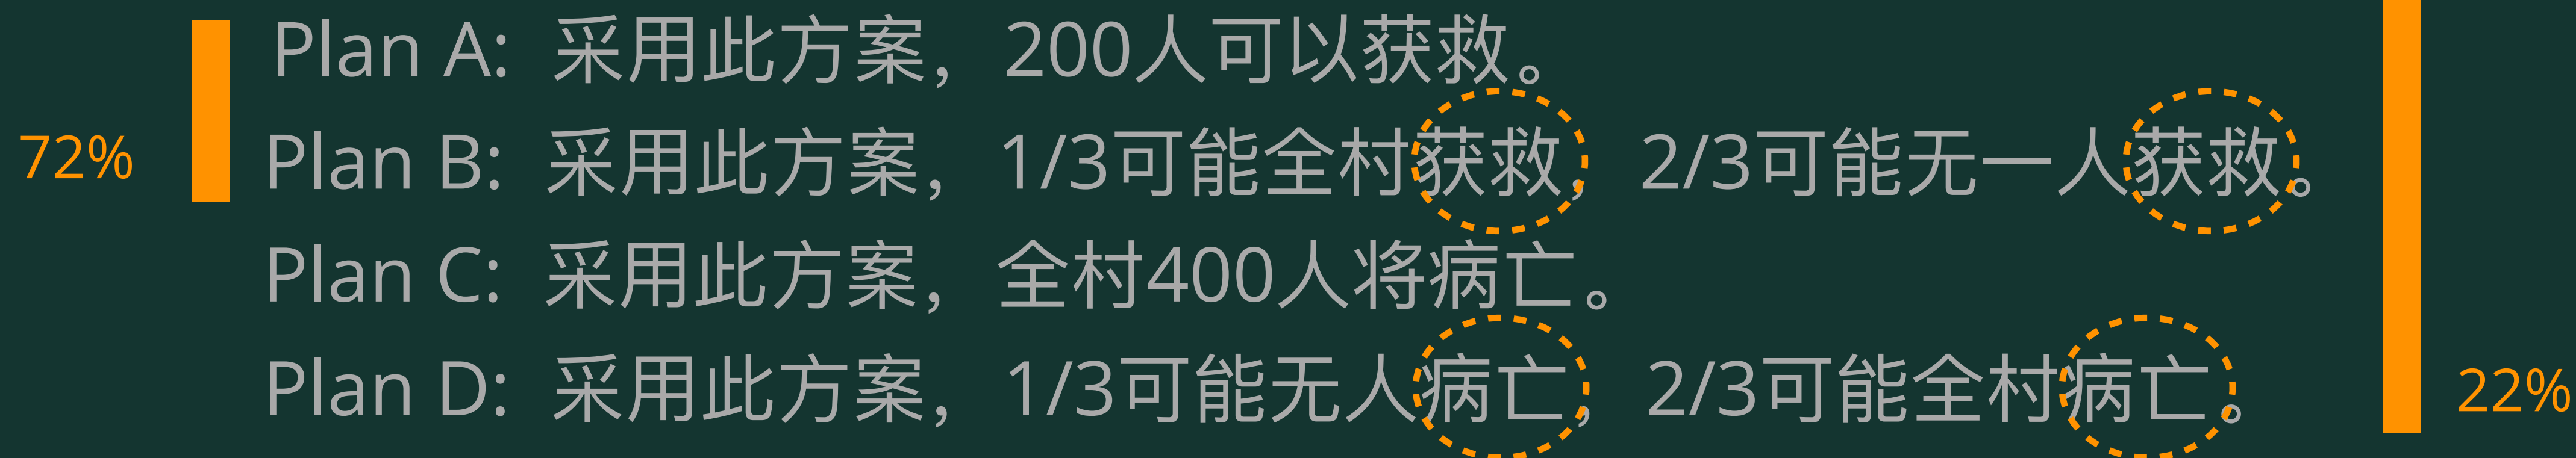 Plan A: 采用此方案, 200人可以获救。
72% Plan B: 采用此方案, 1/3可能全村获救, 2/3可能无一人获救。
Plan C: 采用此方案, 全村400人将病亡。
Plan D: 采用此方案, 1/3可能无人病亡, 2/3可能全村病亡。 22%